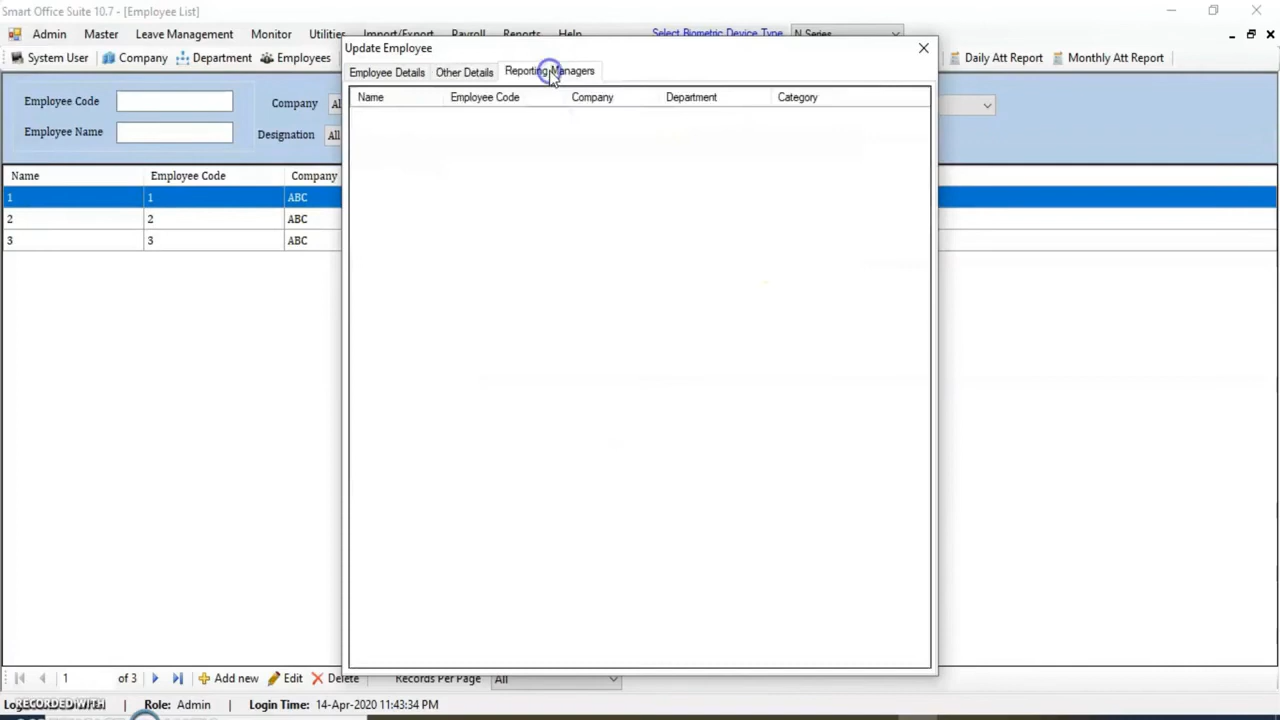 Smart Office Suite 10.7 - [Employee List]
Admin Master Leave Management Monitor Utilities Import/Export Payroll Reports Help Select Biometric Device Type N Series
System User Company Department Employees Daily Att Report Monthly Att Report
Update Employee
Employee Details Other Details Reporting Managers
Name Employee Code Company Department Category
Employee Code Company
Employee Name Designation All
Name Employee Code Company
1 1 ABC
2 2 ABC
3 3 ABC
1 of 3 Add new Edit Delete Records Per Page All
RECORDED WITH Role: Admin Login Time: 14-Apr-2020 11:43:34 PM